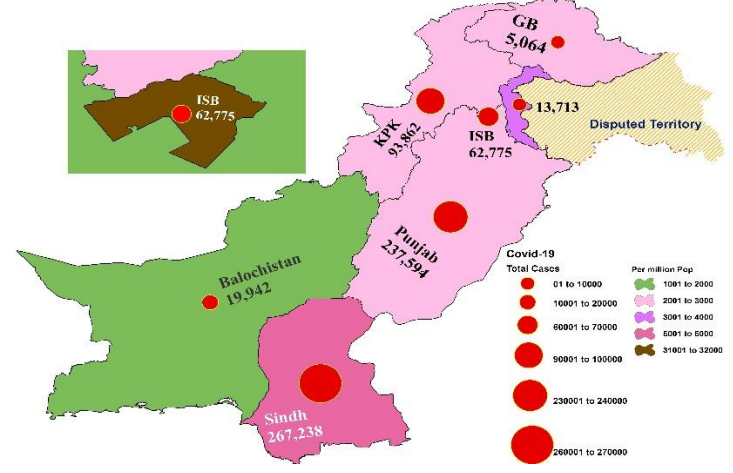 GB
5,064
ISB
62,775
13,713
Disputed Territory
KPK
93,862
ISB
62,775
Punjab
237,594
Balochistan
19,942
Sindh
267,238
Covid-19
Total Cases
01 to 10000
10001 to 20000
60001 to 70000
90001 to 100000
230001 to 240000
260001 to 270000
Per million Pop
1001 to 2000
2001 to 3000
3001 to 4000
5001 to 6000
31001 to 32000